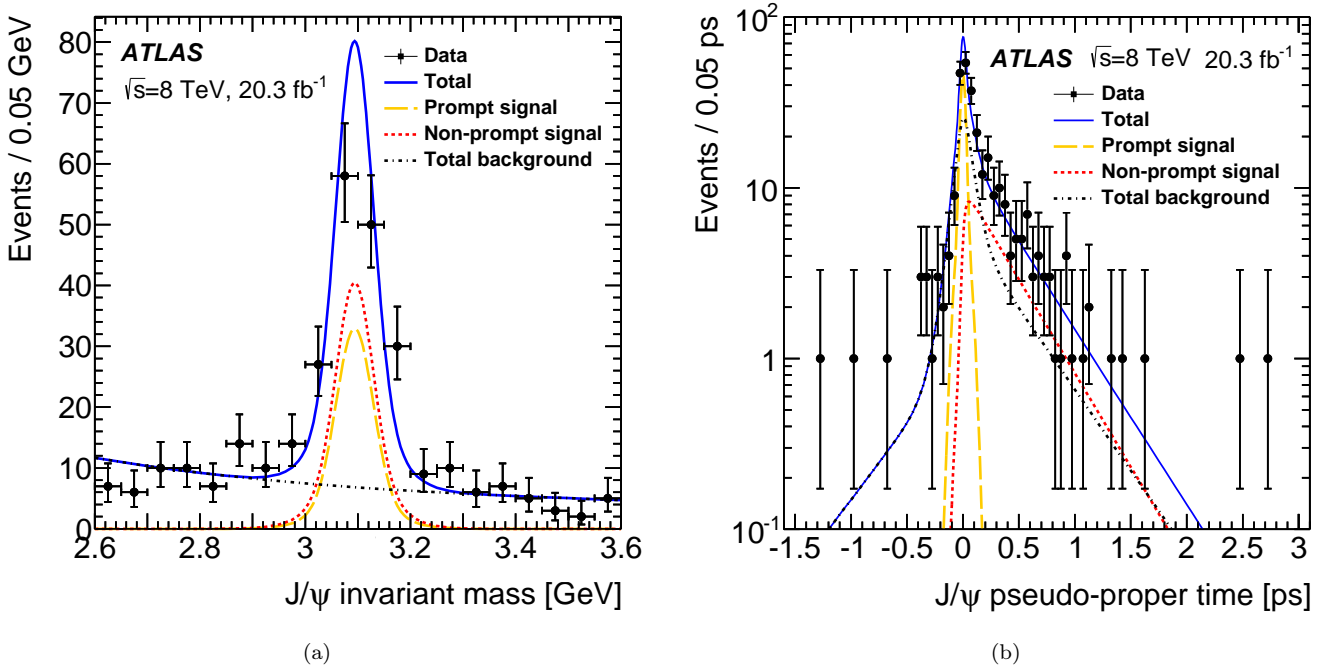 Events / 0.05 GeV
80
70
60
50
40
30
20
10
0
2.6 2.8 3 3.2 3.4 3.6
J/ψ invariant mass [GeV]
ATLAS
√s=8 TeV, 20.3 fb⁻¹
Data
Total
Prompt signal
Non-prompt signal
Total background
(a)
Events / 0.05 ps
10²
10
1
10⁻¹
-1.5 -1 -0.5 0 0.5 1 1.5 2 2.5 3
J/ψ pseudo-proper time [ps]
ATLAS √s=8 TeV 20.3 fb⁻¹
Data
Total
Prompt signal
Non-prompt signal
Total background
(b)